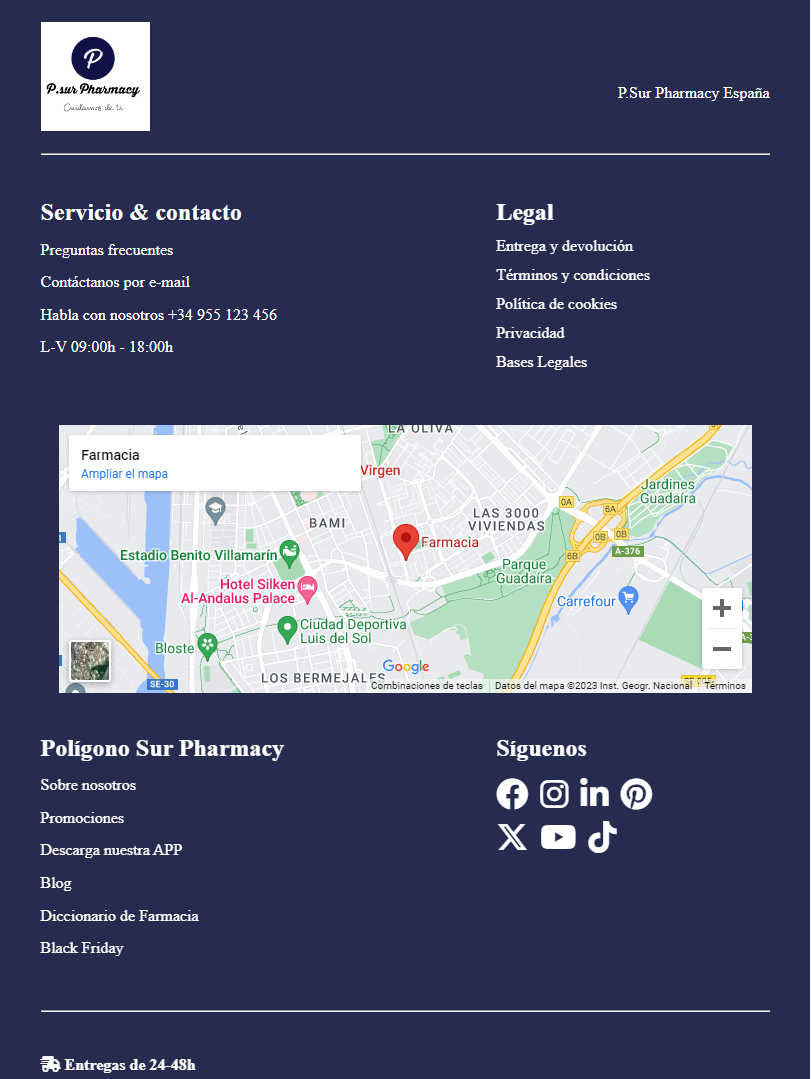 P
P.sur Pharmacy
Cuidamos de ti
P.Sur Pharmacy España
Servicio & contacto
Preguntas frecuentes
Contáctanos por e-mail
Habla con nosotros +34 955 123 456
L-V 09:00h - 18:00h
Legal
Entrega y devolución
Términos y condiciones
Política de cookies
Privacidad
Bases Legales
LA OLIVA
Farmacia
Ampliar el mapa
Virgen
Jardines
Guadaíra
0A
6A
LAS 3000
VIVIENDAS
BAMI
0B
0B
Farmacia
A-376
6B
Estadio Benito Villamarín
Parque
Guadaíra
Hotel Silken
Al-Andalus Palace
Carrefour
Ciudad Deportiva
Luis del Sol
Bloste
Google
LOS BERMEJALES
SE-30
Combinaciones de teclas
Datos del mapa ©2023 Inst. Geogr. Nacional
Términos
Polígono Sur Pharmacy
Sobre nosotros
Promociones
Descarga nuestra APP
Blog
Diccionario de Farmacia
Black Friday
Síguenos
Entregas de 24-48h